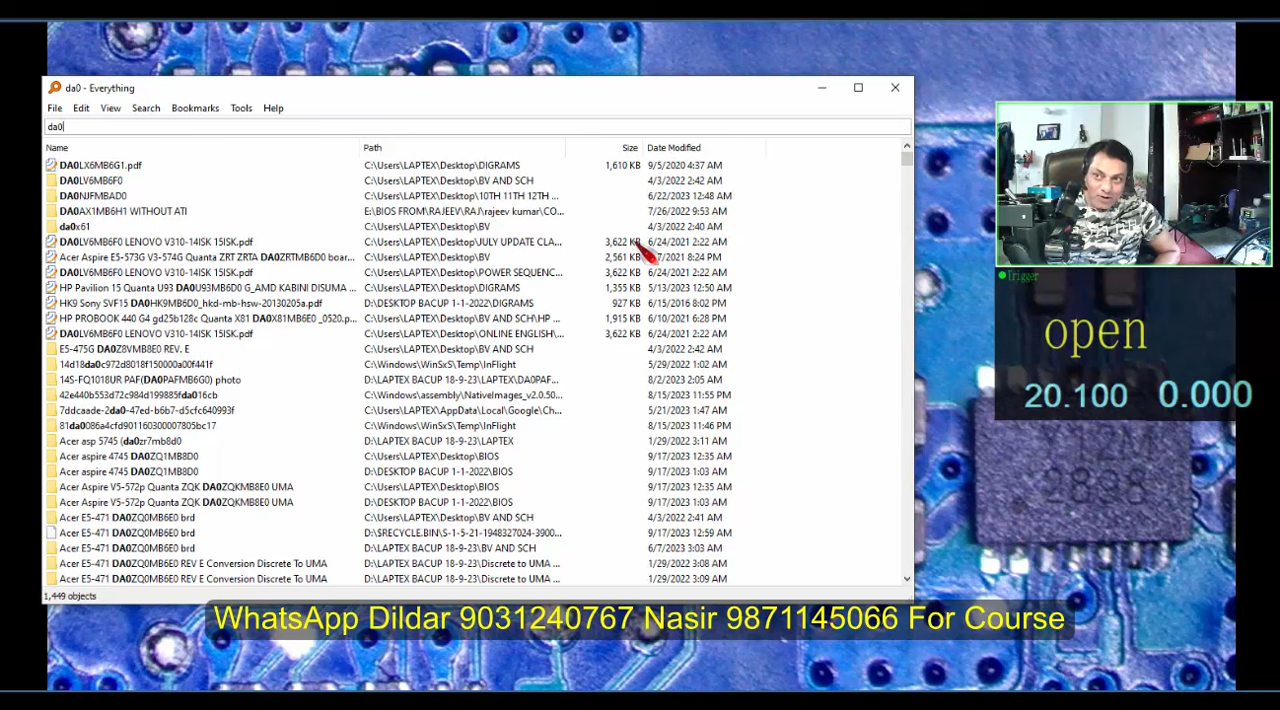 da0 - Everything
File Edit View Search Bookmarks Tools Help
da0
Name Path Size Date Modified
DA0LX6MB6G1.pdf C:\Users\LAPTEX\Desktop\DIGRAMS 1,610 KB 9/5/2020 4:37 AM
DA0LV6MB6F0 C:\Users\LAPTEX\Desktop\BV AND SCH 4/3/2022 2:42 AM
DA0NJFMBAD0 C:\Users\LAPTEX\Desktop\10TH 11TH 12TH ... 6/22/2023 12:48 AM
DA0AX1MB6H1 WITHOUT ATI E:\BIOS FROM\RAJEEV\RAJ\rajeev kumar\CO... 7/26/2022 9:53 AM
da0x61 C:\Users\LAPTEX\Desktop\BV 4/3/2022 2:40 AM
DA0LV6MB6F0 LENOVO V310-14ISK 15ISK.pdf C:\Users\LAPTEX\Desktop\JULY UPDATE CLA... 3,622 KB 6/24/2021 2:22 AM
Acer Aspire E5-573G V3-574G Quanta ZRT ZRTA DA0ZRTMB6D0 board... C:\Users\LAPTEX\Desktop\BV 2,561 KB /7/2021 8:24 PM
DA0LV6MB6F0 LENOVO V310-14ISK 15ISK.pdf C:\Users\LAPTEX\Desktop\POWER SEQUENC... 3,622 KB 6/24/2021 2:22 AM
HP Pavilion 15 Quanta U93 DA0U93MB6D0 G_AMD KABINI DISUMA ... C:\Users\LAPTEX\Desktop\DIGRAMS 1,355 KB 5/13/2023 12:50 AM
HK9 Sony SVF15 DA0HK9MB6D0_hkd-mb-hsw-20130205a.pdf D:\DESKTOP BACUP 1-1-2022\DIGRAMS 927 KB 6/15/2016 8:02 PM
HP PROBOOK 440 G4 gd25b128c Quanta X81 DA0X81MB6E0 _0520.p... C:\Users\LAPTEX\Desktop\BV AND SCH\HP ... 1,915 KB 6/10/2021 6:28 PM
DA0LV6MB6F0 LENOVO V310-14ISK 15ISK.pdf C:\Users\LAPTEX\Desktop\ONLINE ENGLISH\... 3,622 KB 6/24/2021 2:22 AM
E5-475G DA0Z8VMB8E0 REV. E C:\Users\LAPTEX\Desktop\BV AND SCH 4/3/2022 2:42 AM
14d18da0c972d8018f150000a00f441f C:\Windows\WinSxS\Temp\InFlight 5/29/2022 1:02 AM
14S-FQ1018UR PAF(DA0PAFMB6G0) photo D:\LAPTEX BACUP 18-9-23\LAPTEX\DA0PAF... 8/2/2023 2:05 AM
42e440b553d72c984d199885fda016cb C:\Windows\assembly\NativeImages_v2.0.50... 8/15/2023 11:55 PM
7ddcaade-2da0-47ed-b6b7-d5cfc640993f C:\Users\LAPTEX\AppData\Local\Google\Ch... 5/21/2023 1:47 AM
81da0086a4cfd901160300007805bc17 C:\Windows\WinSxS\Temp\InFlight 8/15/2023 11:46 PM
Acer asp 5745 (da0zr7mb8d0 D:\LAPTEX BACUP 18-9-23\LAPTEX 1/29/2022 3:11 AM
Acer aspire 4745 DA0ZQ1MB8D0 C:\Users\LAPTEX\Desktop\BIOS 9/17/2023 12:35 AM
Acer aspire 4745 DA0ZQ1MB8D0 D:\DESKTOP BACUP 1-1-2022\BIOS 9/17/2023 1:03 AM
Acer Aspire V5-572p Quanta ZQK DA0ZQKMB8E0 UMA C:\Users\LAPTEX\Desktop\BIOS 9/17/2023 12:35 AM
Acer Aspire V5-572p Quanta ZQK DA0ZQKMB8E0 UMA D:\DESKTOP BACUP 1-1-2022\BIOS 9/17/2023 1:03 AM
Acer E5-471 DA0ZQ0MB6E0 brd C:\Users\LAPTEX\Desktop\BV AND SCH 4/3/2022 2:41 AM
Acer E5-471 DA0ZQ0MB6E0 brd D:\$RECYCLE.BIN\S-1-5-21-1948327024-3900... 9/17/2023 12:59 AM
Acer E5-471 DA0ZQ0MB6E0 brd D:\LAPTEX BACUP 18-9-23\BV AND SCH 6/7/2023 3:03 AM
Acer E5-471 DA0ZQ0MB6E0 REV E Conversion Discrete To UMA D:\LAPTEX BACUP 18-9-23\Discrete to UMA ... 1/29/2022 3:08 AM
Acer E5-471 DA0ZQ0MB6E0 REV E Conversion Discrete To UMA D:\LAPTEX BACUP 18-9-23\Discrete to UMA ... 1/29/2022 3:09 AM
1,449 objects
Trigger
open
20.100 0.000
WhatsApp Dildar 9031240767 Nasir 9871145066 For Course